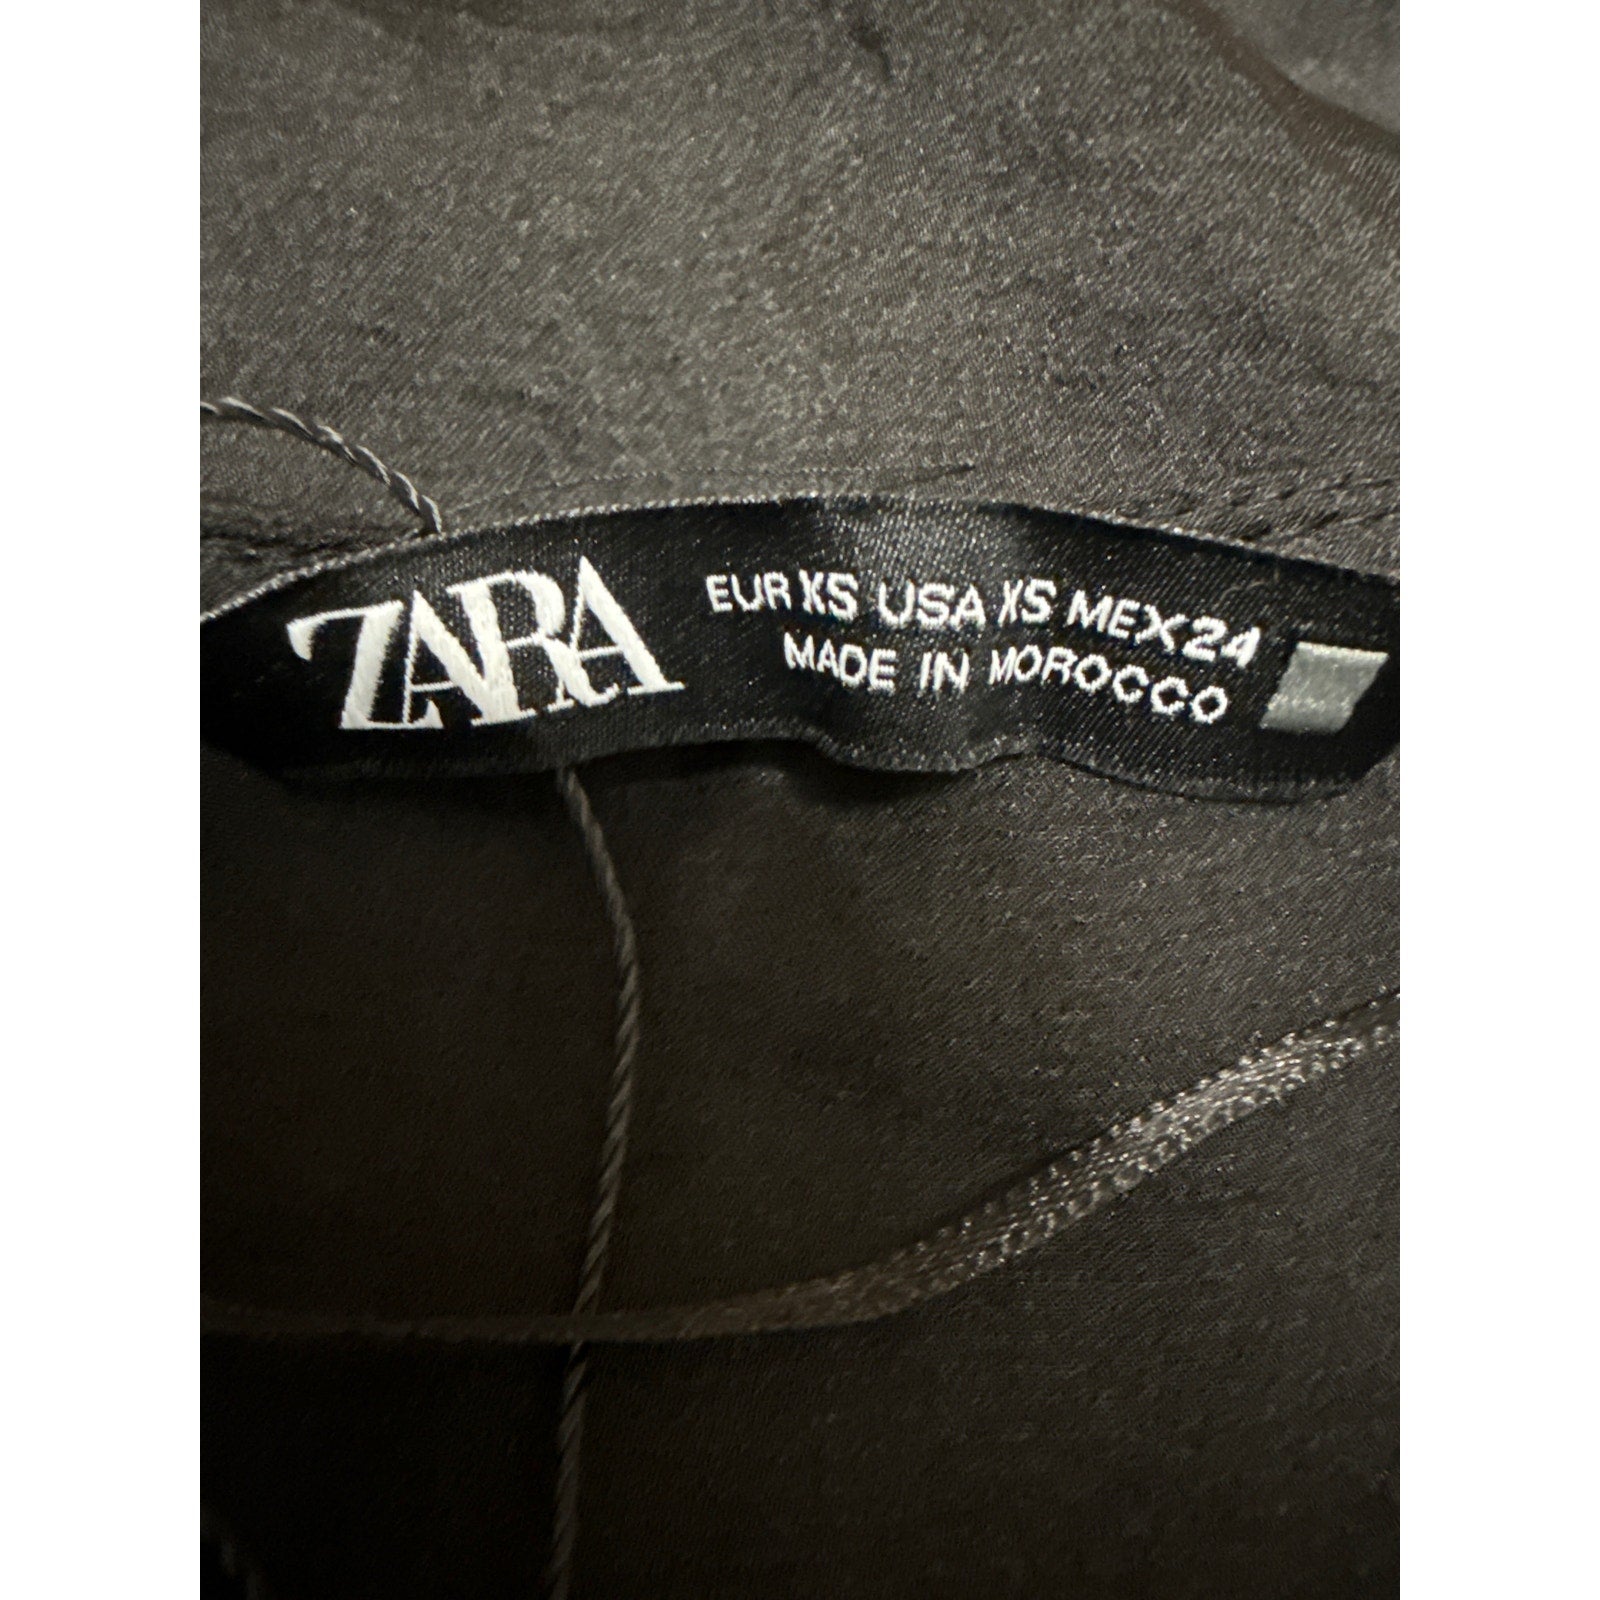 ZARA
EUR XS USA XS MEX 24
MADE IN MOROCCO